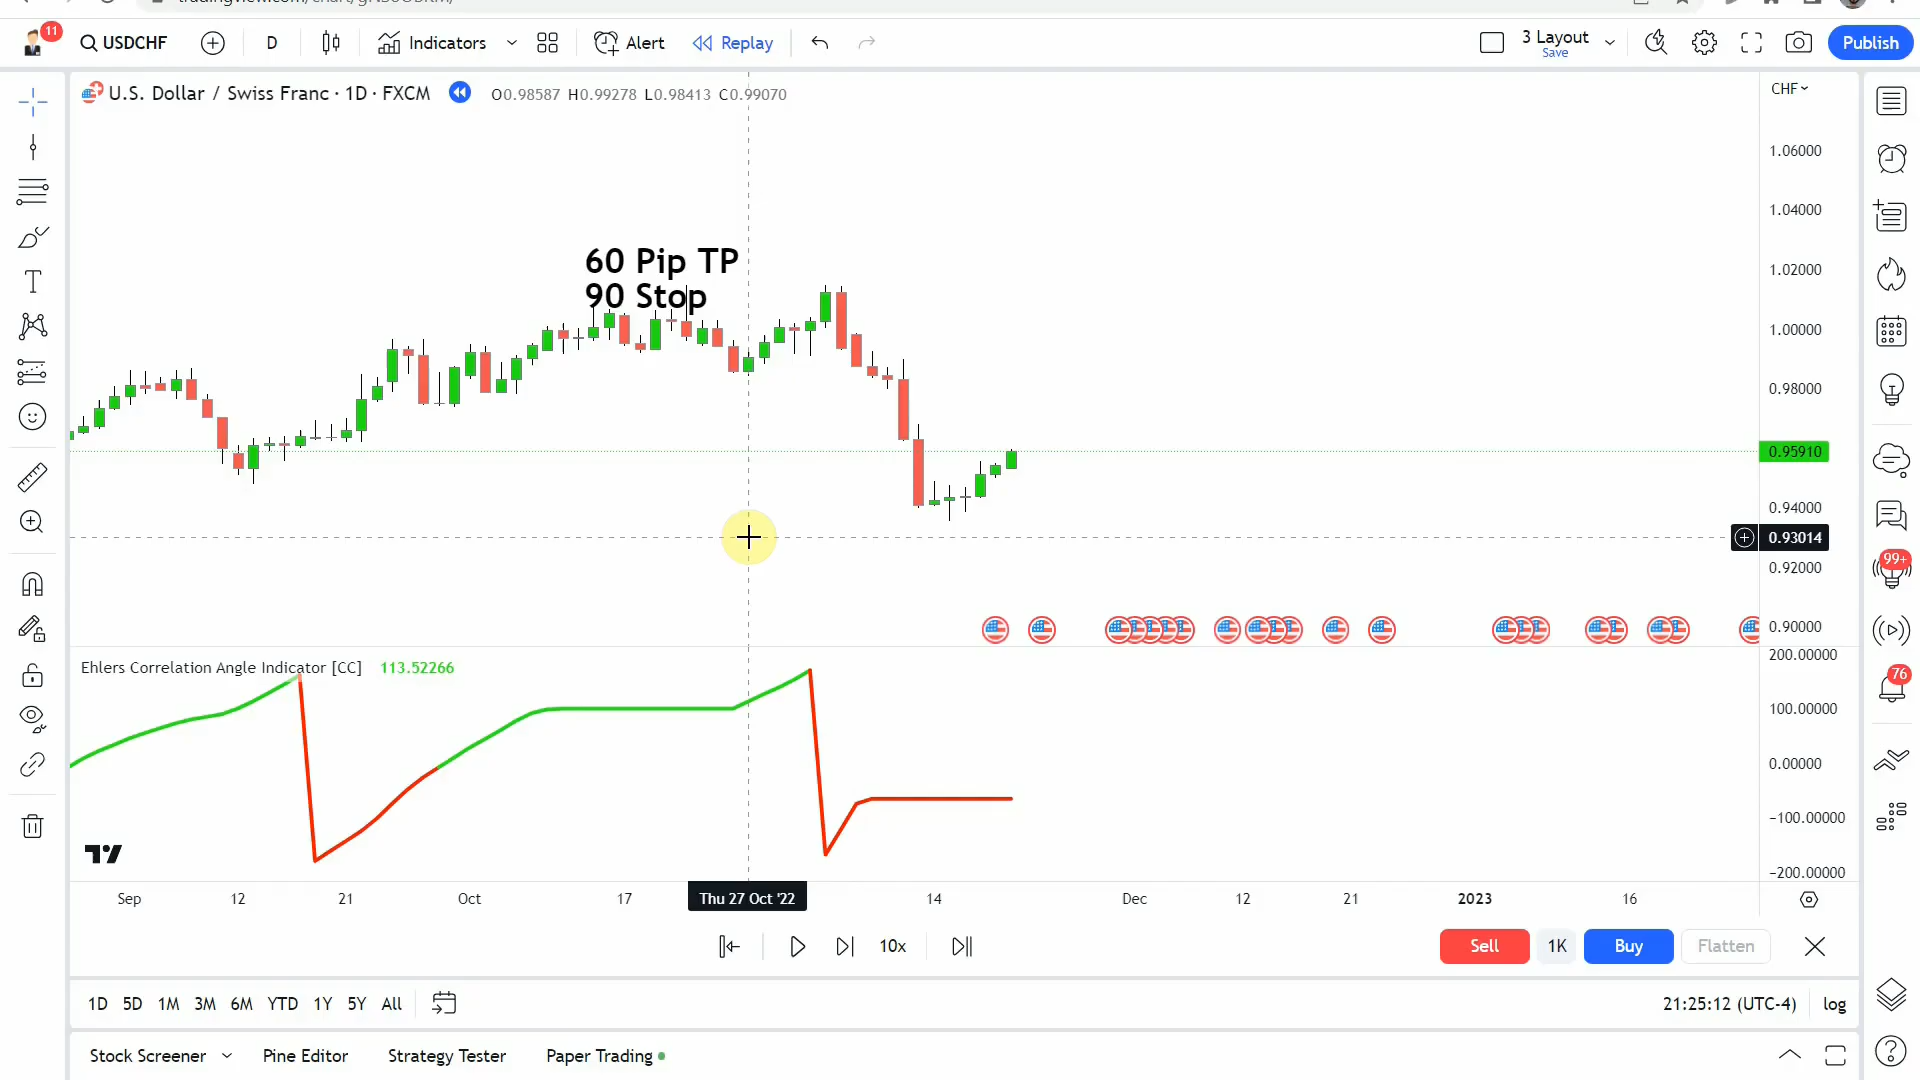 11
USDCHF
D
Indicators
Alert
Replay
3 Layout
Save
Publish
U.S. Dollar / Swiss Franc · 1D · FXCM
O0.98587 H0.99278 L0.98413 C0.99070
CHF
1.06000
1.04000
1.02000
1.00000
0.98000
0.95910
0.94000
0.93014
0.92000
0.90000
60 Pip TP
90 Stop
99+
76
Ehlers Correlation Angle Indicator [CC] 113.52266
200.00000
100.00000
0.00000
−100.00000
−200.00000
Sep
12
21
Oct
17
Thu 27 Oct '22
14
Dec
12
21
2023
16
10x
Sell
1K
Buy
Flatten
1D 5D 1M 3M 6M YTD 1Y 5Y All
21:25:12 (UTC-4)
log
Stock Screener
Pine Editor
Strategy Tester
Paper Trading